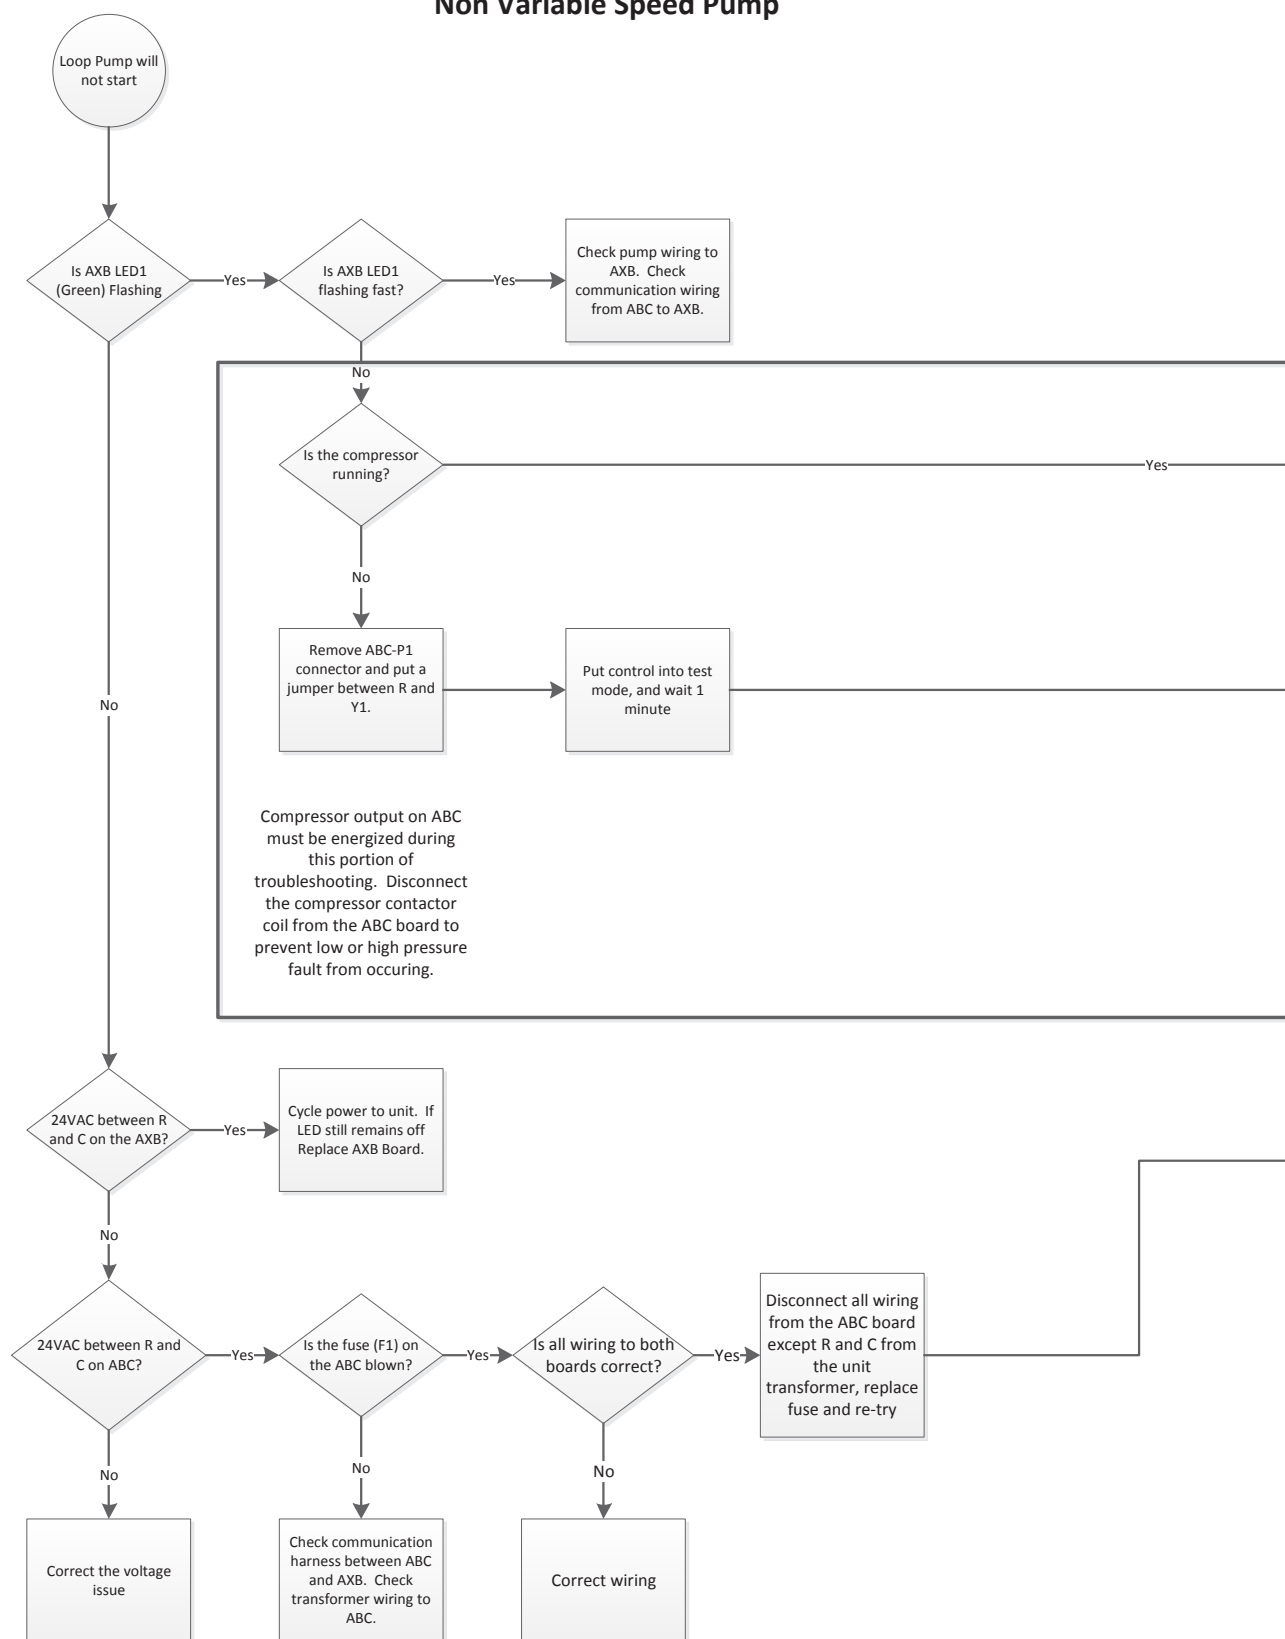 Non Variable Speed Pump
Loop Pump will
not start
Is AXB LED1
(Green) Flashing
Yes
Is AXB LED1
flashing fast?
Yes
Check pump wiring to
AXB.  Check
communication wiring
from ABC to AXB.
No
Is the compressor
running?
Yes
No
Remove ABC-P1
connector and put a
jumper between R and
Y1.
Put control into test
mode, and wait 1
minute
No
Compressor output on ABC
must be energized during
this portion of
troubleshooting.  Disconnect
the compressor contactor
coil from the ABC board to
prevent low or high pressure
fault from occuring.
24VAC between R
and C on the AXB?
Yes
Cycle power to unit.  If
LED still remains off
Replace AXB Board.
No
24VAC between R and
C on ABC?
Yes
Is the fuse (F1) on
the ABC blown?
Yes
Is all wiring to both
boards correct?
Yes
Disconnect all wiring
from the ABC board
except R and C from
the unit
transformer, replace
fuse and re-try
No
No
No
Correct the voltage
issue
Check communication
harness between ABC
and AXB.  Check
transformer wiring to
ABC.
Correct wiring